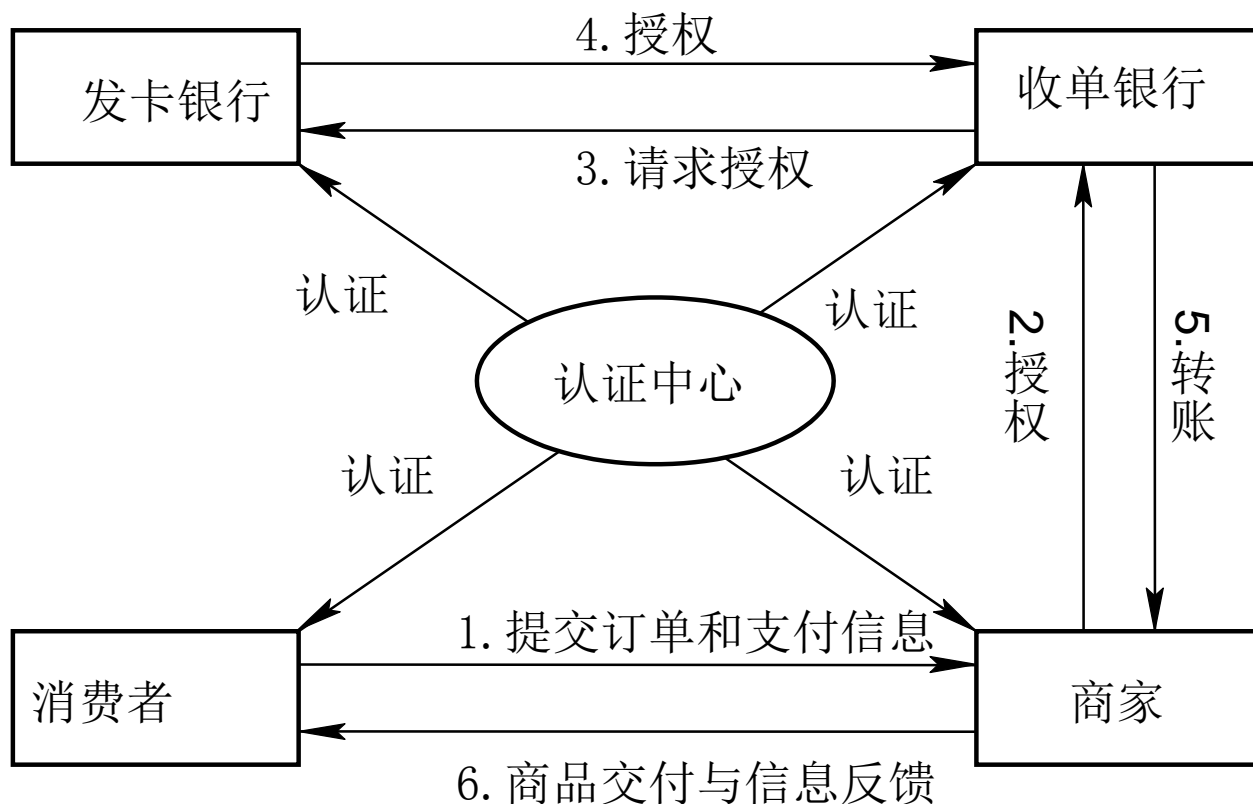 4.授权
发卡银行
收单银行
3.请求授权
认证
认证
认证中心
2.授权
5.转账
认证
认证
1.提交订单和支付信息
消费者
商家
6.商品交付与信息反馈